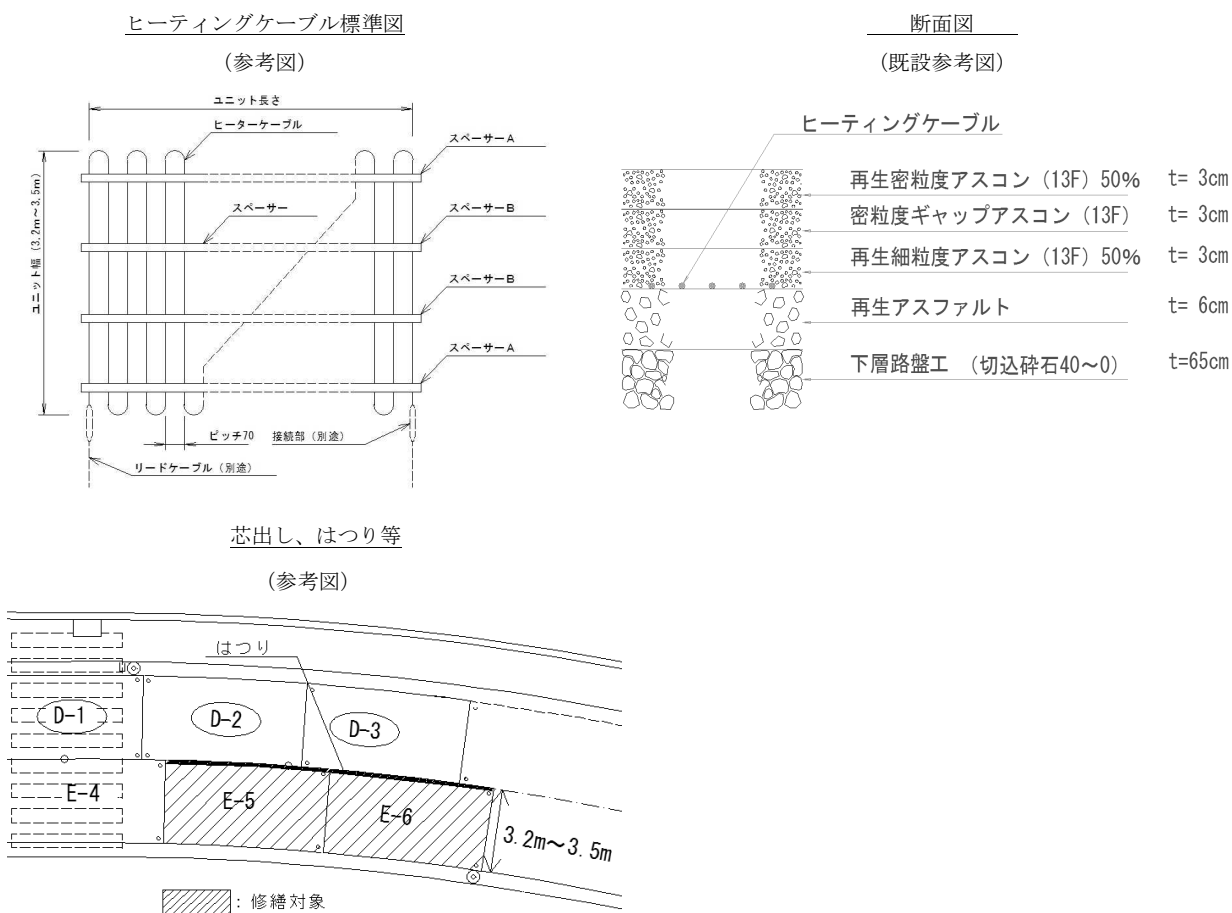 ヒーティングケーブル標準図
(参考図)
ユニット長さ
ヒーターケーブル
スペーサーA
スペーサー
スペーサーB
スペーサーB
スペーサーA
ユニット幅 (3.2m～3.5m)
ピッチ70
接続部 (別途)
リードケーブル (別途)
断面図
(既設参考図)
ヒーティングケーブル
再生密粒度アスコン (13F) 50% t= 3cm
密粒度ギャップアスコン (13F) t= 3cm
再生細粒度アスコン (13F) 50% t= 3cm
再生アスファルト t= 6cm
下層路盤工 (切込砕石40～0) t=65cm
芯出し、はつり等
(参考図)
はつり
D-1
D-2
D-3
E-4
E-5
E-6
3.2m～3.5m
: 修繕対象